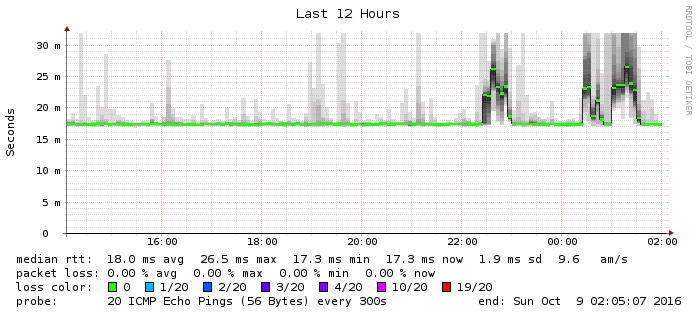 Last 12 Hours
RRDTOOL / TOBI OETIKER
Seconds
30 m
25 m
20 m
15 m
10 m
5 m
0
16:00 18:00 20:00 22:00 00:00 02:00
median rtt: 18.0 ms avg 26.5 ms max 17.3 ms min 17.3 ms now 1.9 ms sd 9.6 am/s
packet loss: 0.00 % avg 0.00 % max 0.00 % min 0.00 % now
loss color: 0 1/20 2/20 3/20 4/20 10/20 19/20
probe: 20 ICMP Echo Pings (56 Bytes) every 300s end: Sun Oct 9 02:05:07 2016